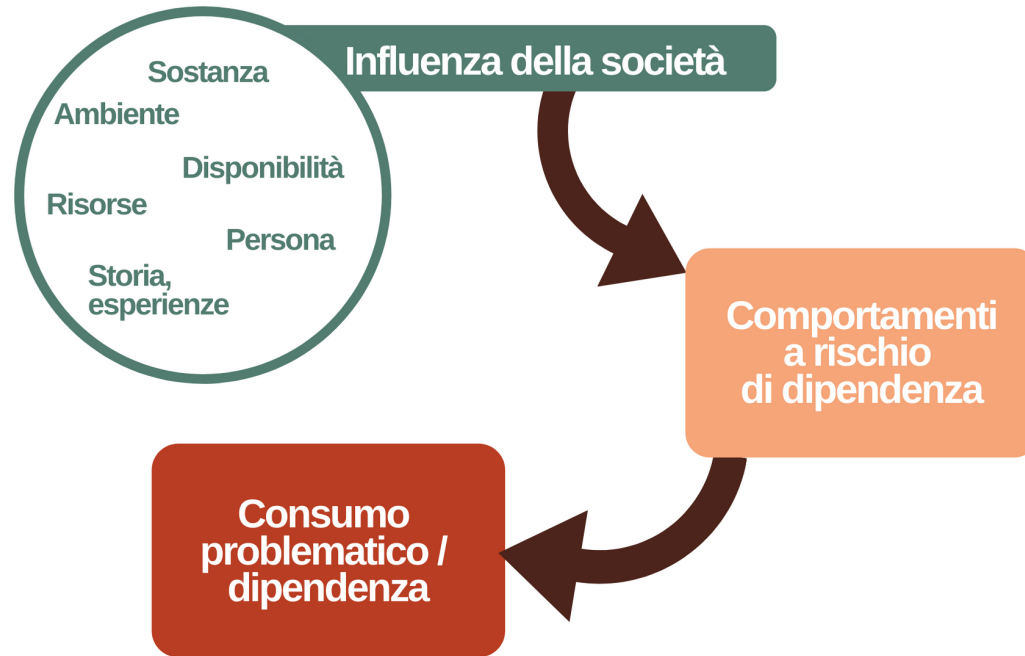 Influenza della società
Sostanza
Ambiente
Disponibilità
Risorse
Persona
Storia,
esperienze
Comportamenti
a rischio
di dipendenza
Consumo
problematico /
dipendenza